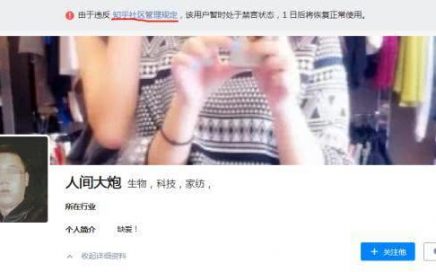 由于违反 知乎社区管理规定，该用户暂时处于禁言状态，1 日后将恢复正常使用。
人间大炮 生物，科技，家纺，
所在行业
个人简介 缺爱！
收起详细资料
+ 关注他